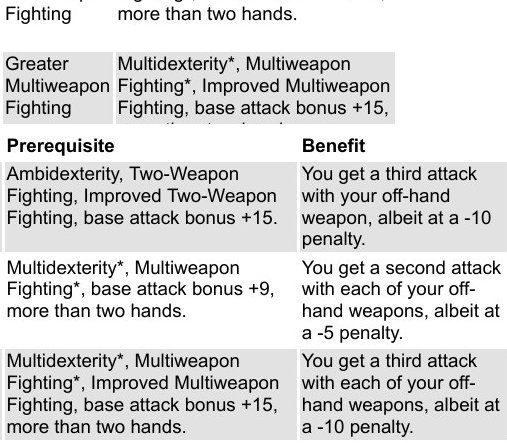 Fighting more than two hands.
Greater Multidexterity*, Multiweapon
Multiweapon Fighting*, Improved Multiweapon
Fighting Fighting, base attack bonus +15,
Prerequisite Benefit
Ambidexterity, Two-Weapon You get a third attack
Fighting, Improved Two-Weapon with your off-hand
Fighting, base attack bonus +15. weapon, albeit at a -10
penalty.
Multidexterity*, Multiweapon You get a second attack
Fighting*, base attack bonus +9, with each of your off-
more than two hands. hand weapons, albeit at
a -5 penalty.
Multidexterity*, Multiweapon You get a third attack
Fighting*, Improved Multiweapon with each of your off-
Fighting, base attack bonus +15, hand weapons, albeit at
more than two hands. a -10 penalty.